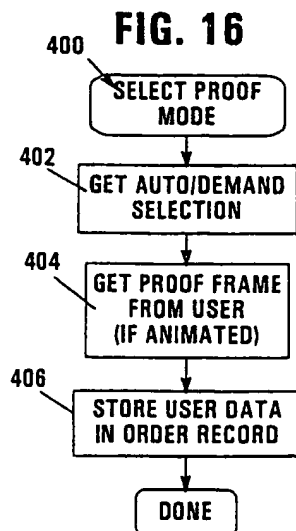 FIG. 16
400
SELECT PROOF
MODE
402
GET AUTO/DEMAND
SELECTION
404
GET PROOF FRAME
FROM USER
(IF ANIMATED)
406
STORE USER DATA
IN ORDER RECORD
DONE